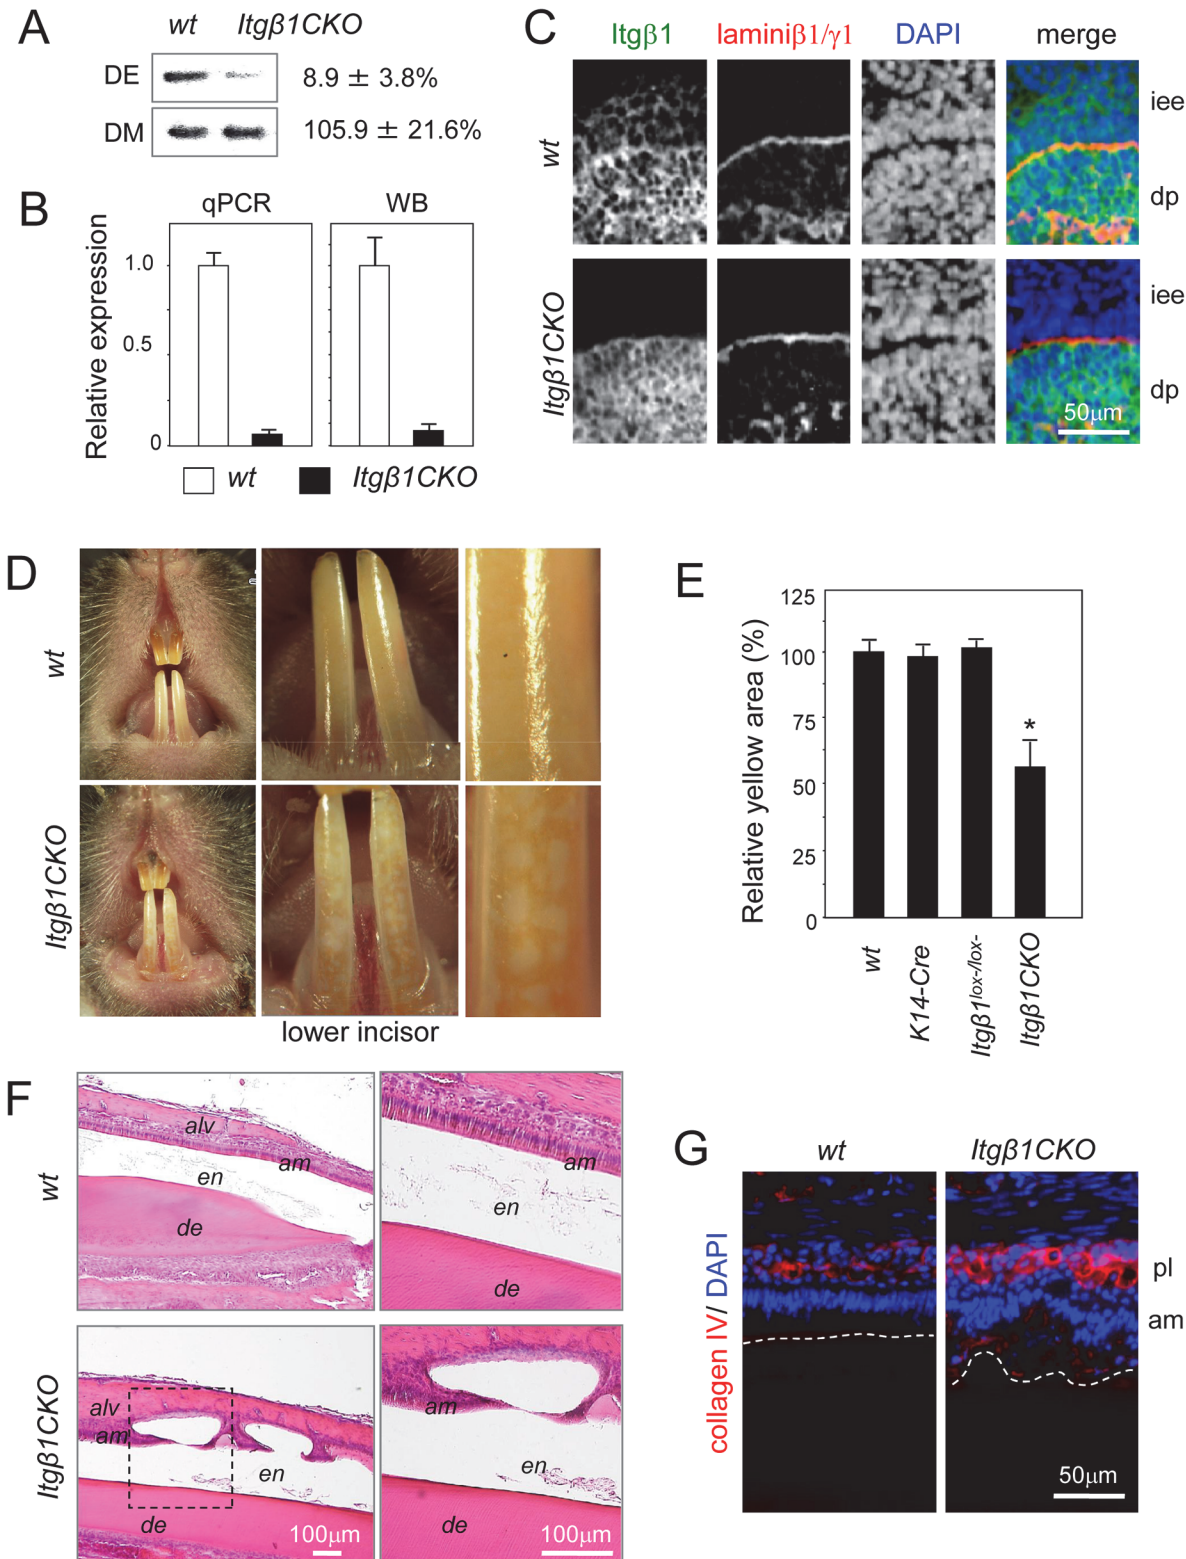 A
wt Itgβ1CKO
DE 8.9 ± 3.8%
DM 105.9 ± 21.6%
B
qPCR WB
Relative expression
1.0
0.5
0
wt Itgβ1CKO
C
Itgβ1 laminiβ1/γ1 DAPI merge
wt
iee
dp
Itgβ1CKO
iee
dp
50μm
D
wt
Itgβ1CKO
lower incisor
E
Relative yellow area (%)
125
100
75
50
25
0
*
wt
K14-Cre
Itgβ1lox-/lox-
Itgβ1CKO
F
wt
alv
am
en
de
am
en
de
Itgβ1CKO
alv
am
en
de
100μm
am
en
de
100μm
G
wt Itgβ1CKO
collagen IV/ DAPI
pl
am
50μm